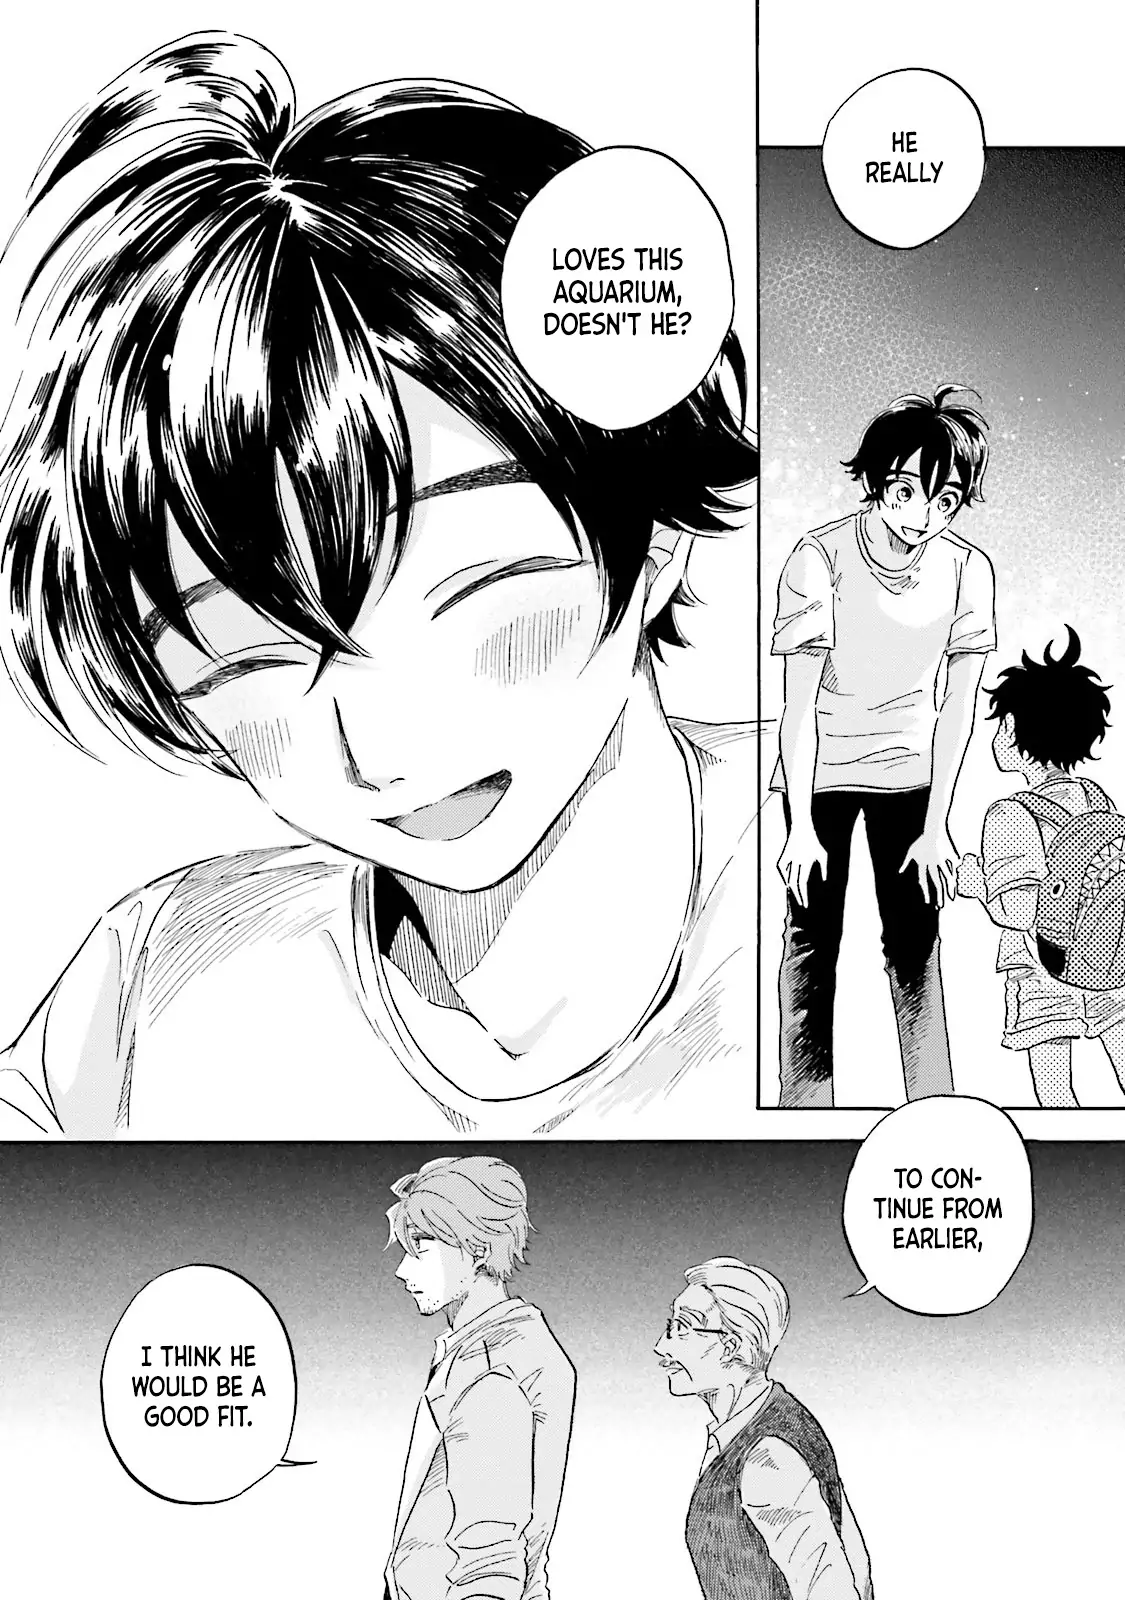 HE
REALLY
LOVES THIS
AQUARIUM,
DOESN'T HE?
TO CON-
TINUE FROM
EARLIER,
I THINK HE
WOULD BE A
GOOD FIT.